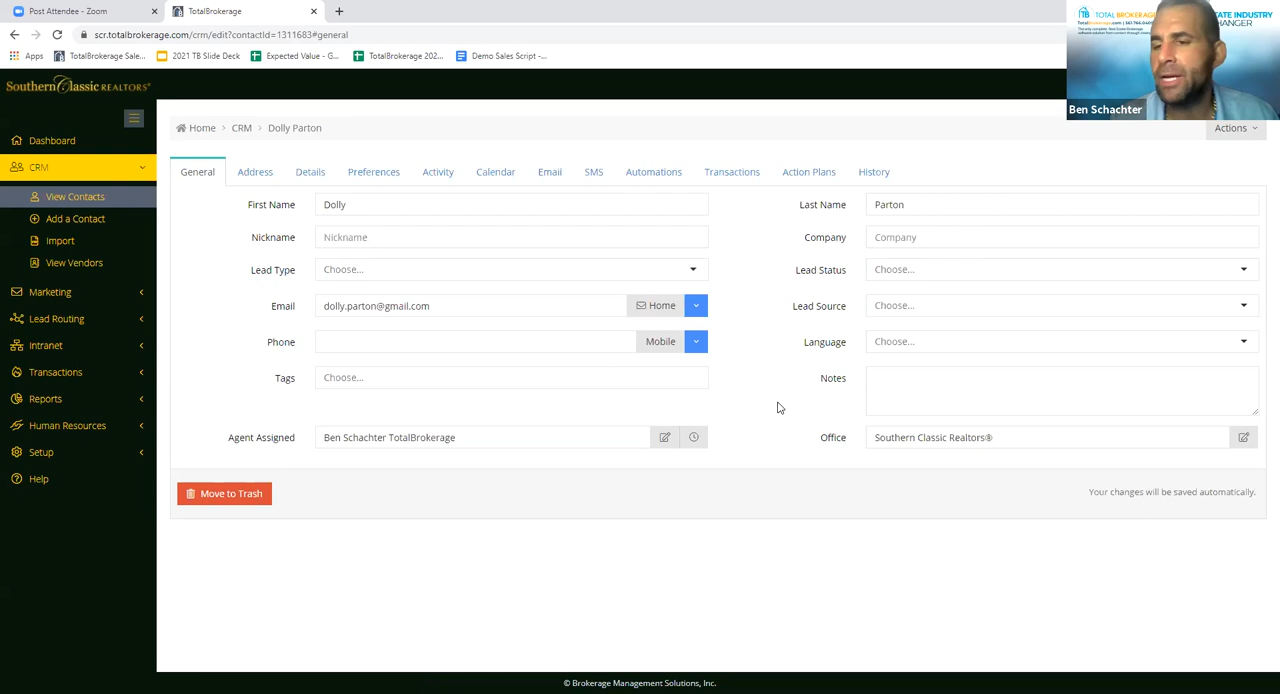 Post Attendee - Zoom
TotalBrokerage
scr.totalbrokerage.com/crm/edit?contactId=1311683#general
Apps
TotalBrokerage Sale...
2021 TB Slide Deck
Expected Value - G...
TotalBrokerage 202...
Demo Sales Script -...
TOTAL BROKERAGE
STATE INDUSTRY
CHANGER
Ben Schachter
Southern Classic REALTORS®
Home > CRM > Dolly Parton
Actions
Dashboard
CRM
View Contacts
Add a Contact
Import
View Vendors
Marketing
Lead Routing
Intranet
Transactions
Reports
Human Resources
Setup
Help
General Address Details Preferences Activity Calendar Email SMS Automations Transactions Action Plans History
First Name Dolly Last Name Parton
Nickname Nickname Company Company
Lead Type Choose... Lead Status Choose...
Email dolly.parton@gmail.com Home Lead Source Choose...
Phone Mobile Language Choose...
Tags Choose... Notes
Agent Assigned Ben Schachter TotalBrokerage Office Southern Classic Realtors®
Move to Trash Your changes will be saved automatically.
© Brokerage Management Solutions, Inc.